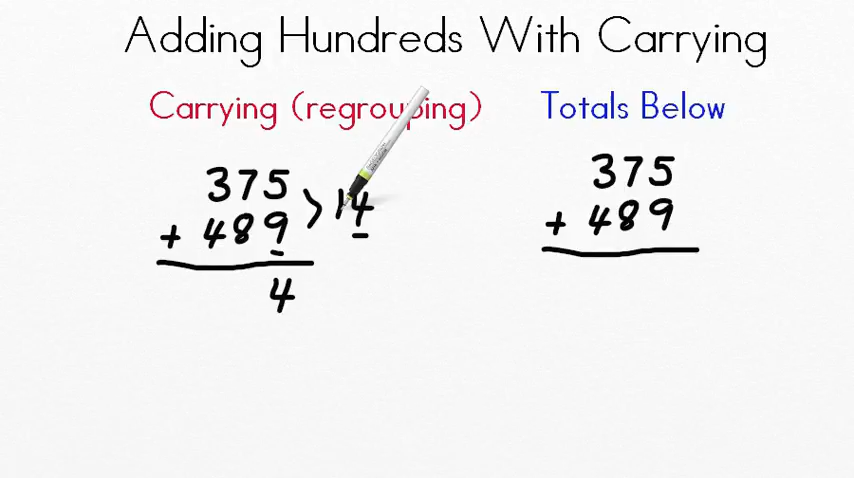 Adding Hundreds With Carrying
Carrying (regrouping)
375
+ 489 > 14
4
Totals Below
375
+ 489